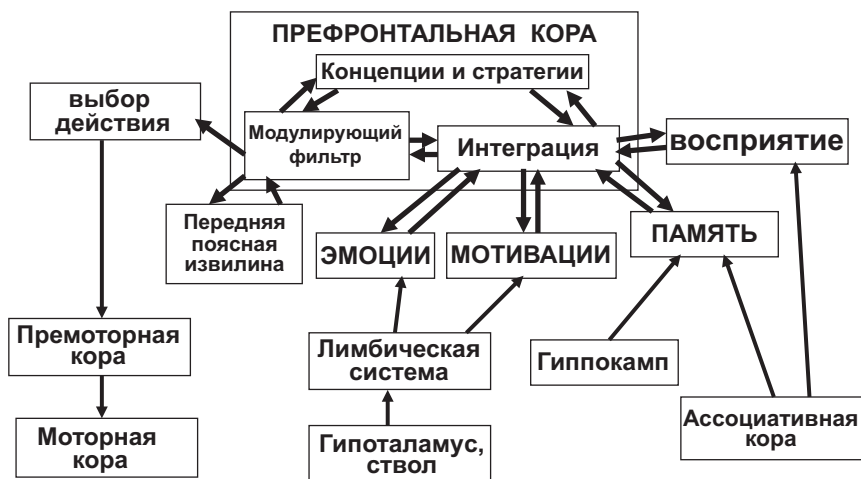 ПРЕФРОНТАЛЬНАЯ КОРА
Концепции и стратегии
выбор
действия
Модулирующий
фильтр
Интеграция
восприятие
Передняя
поясная
извилина
ЭМОЦИИ
МОТИВАЦИИ
ПАМЯТЬ
Премоторная
кора
Лимбическая
система
Гиппокамп
Моторная
кора
Гипоталамус,
ствол
Ассоциативная
кора